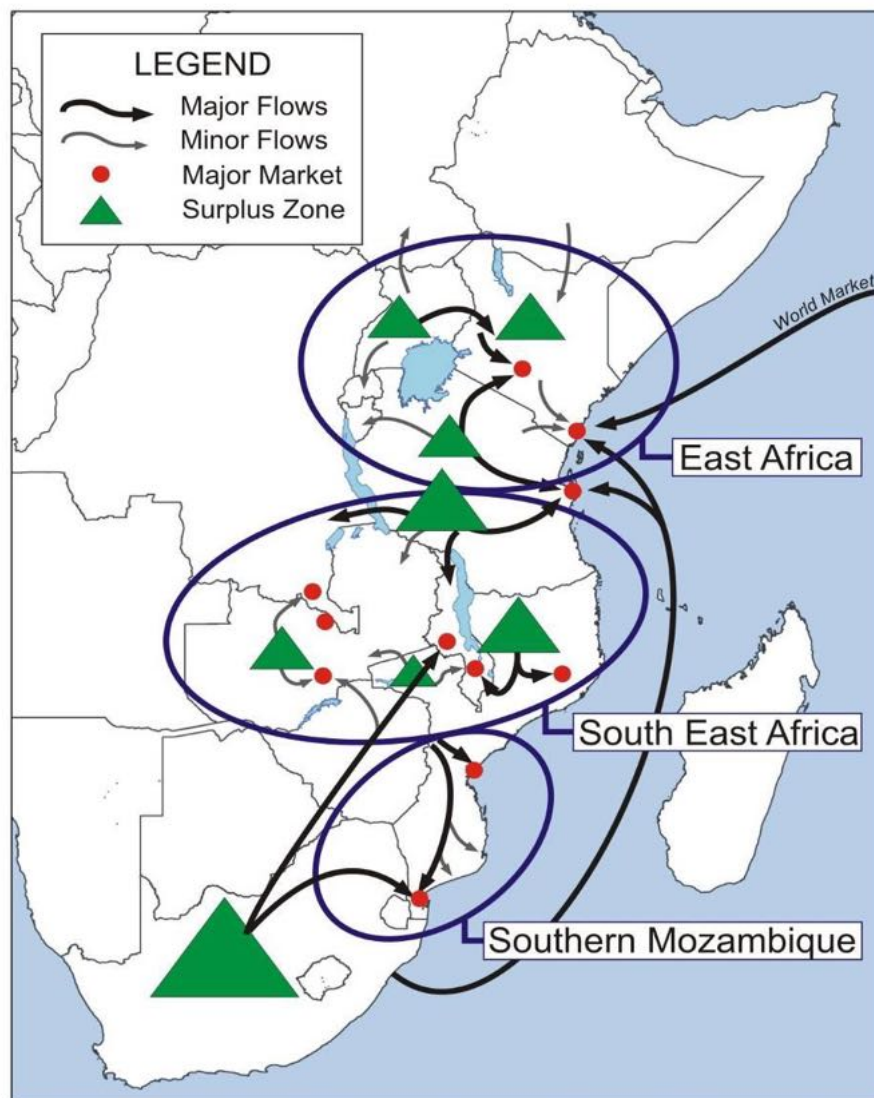 LEGEND
Major Flows
Minor Flows
Major Market
Surplus Zone
World Market
East Africa
South East Africa
Southern Mozambique